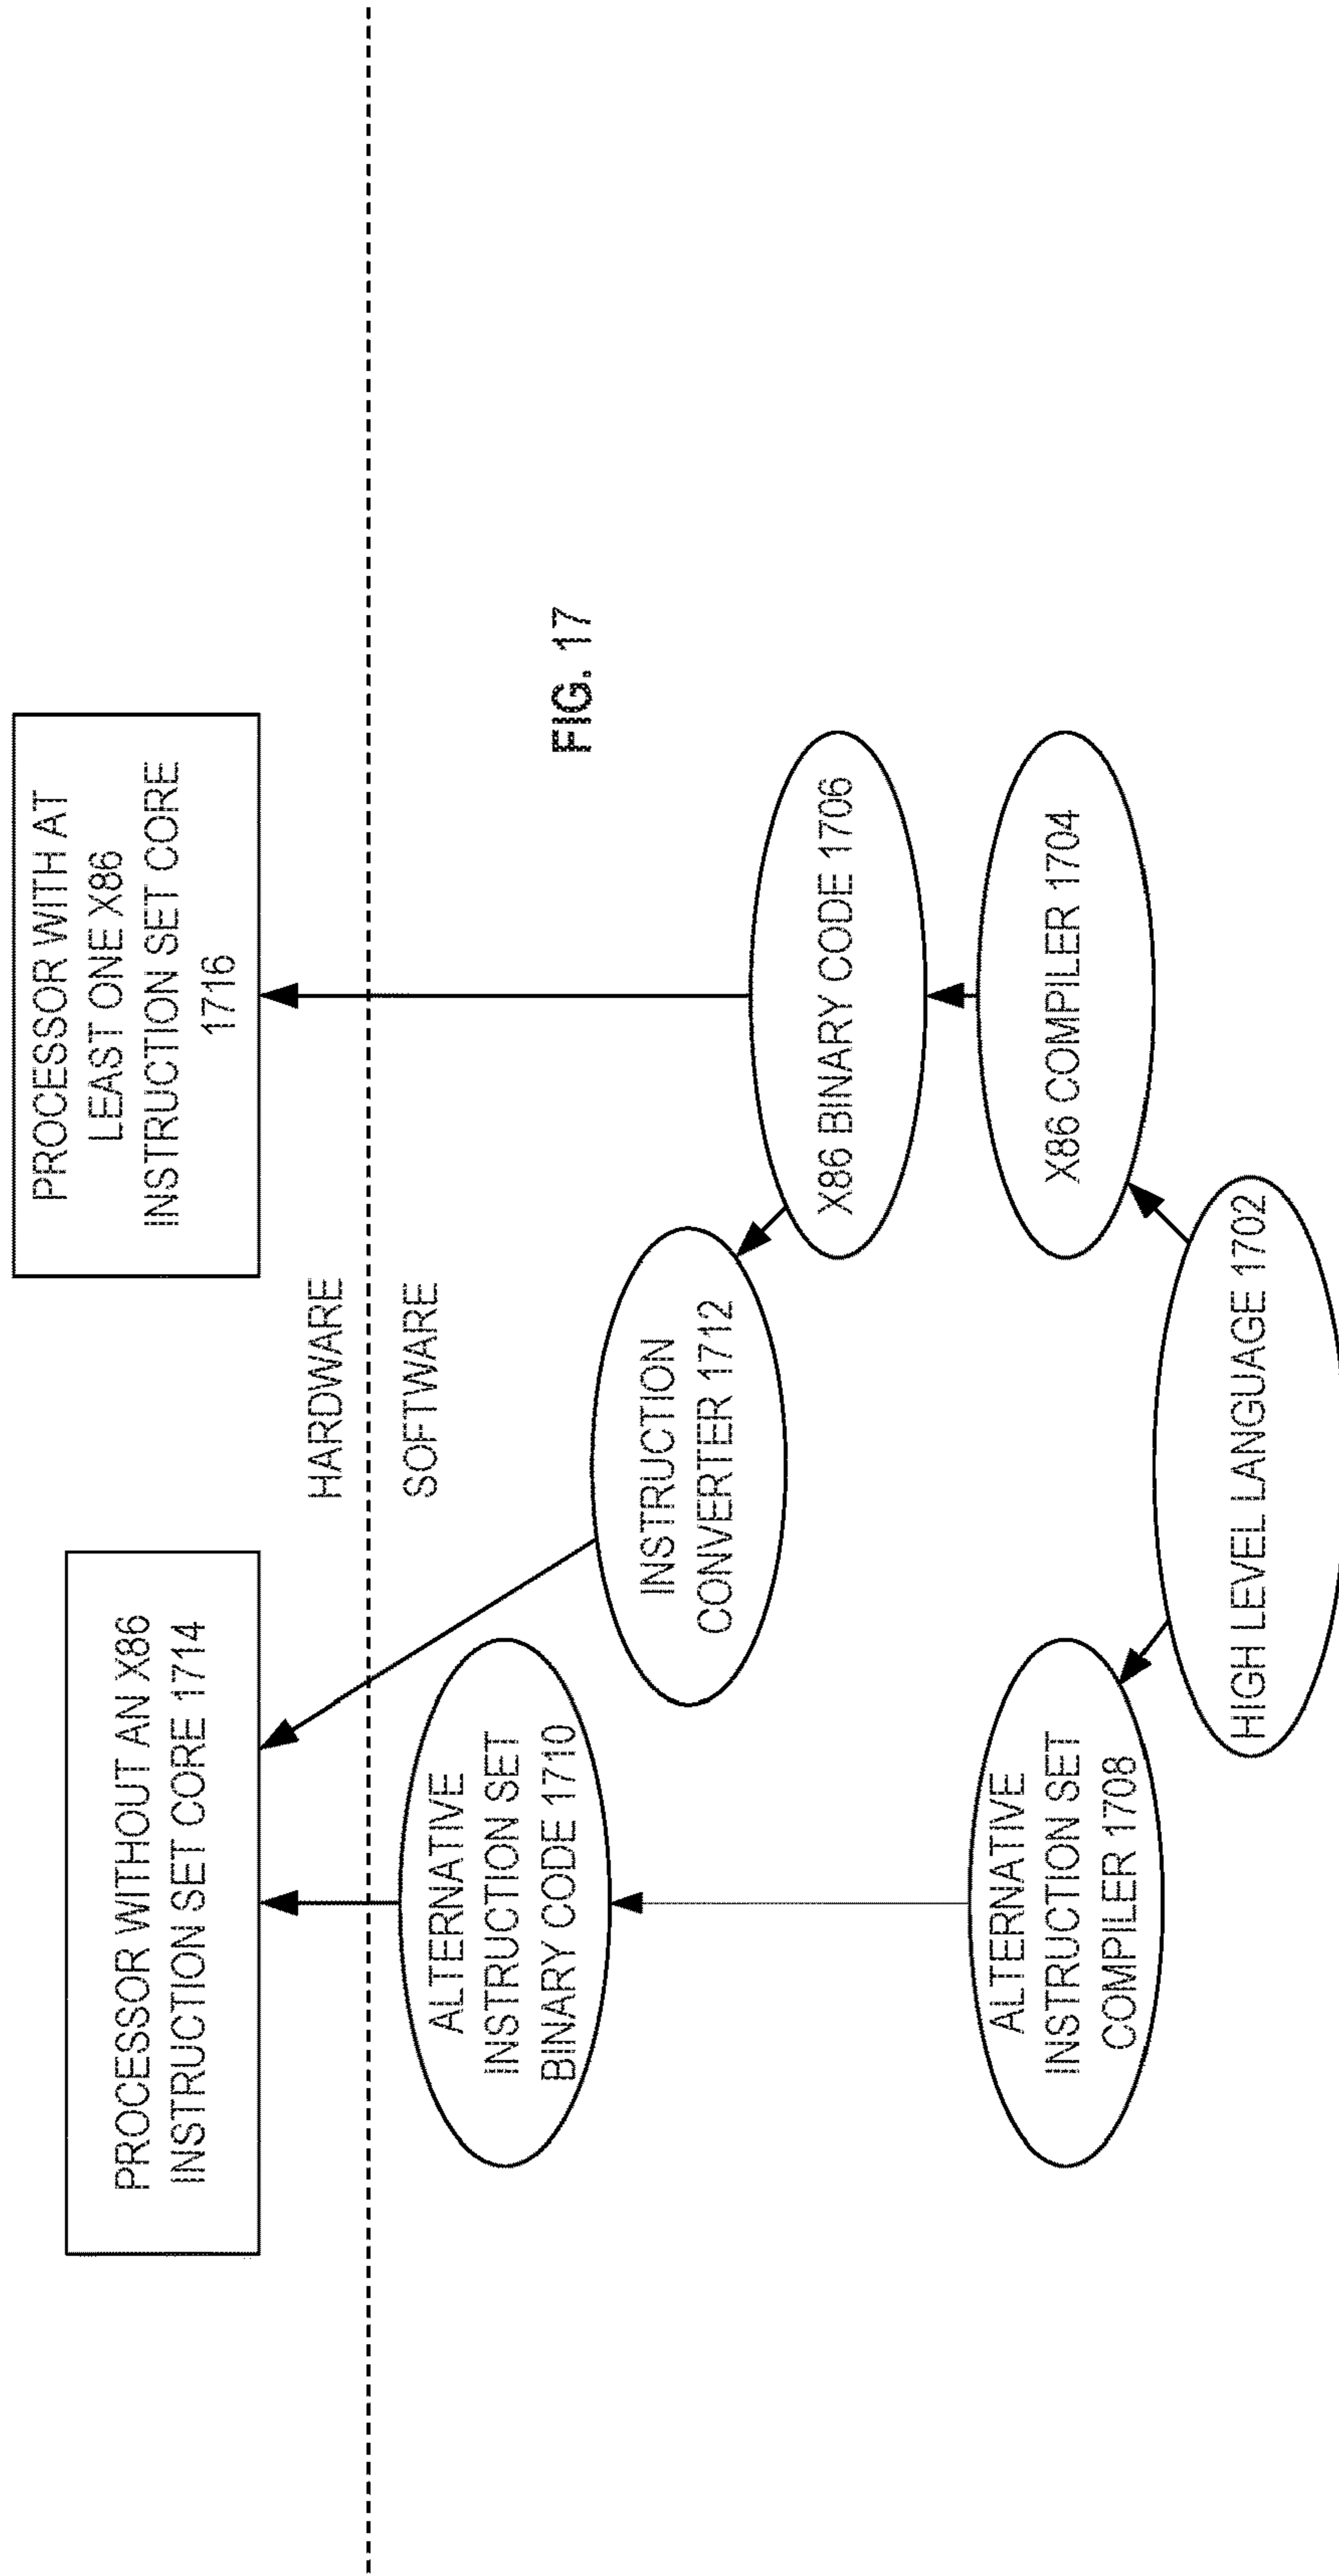 PROCESSOR WITHOUT AN X86
INSTRUCTION SET CORE 1714
PROCESSOR WITH AT
LEAST ONE X86
INSTRUCTION SET CORE
1716
HARDWARE
SOFTWARE
ALTERNATIVE
INSTRUCTION SET
BINARY CODE 1710
INSTRUCTION
CONVERTER 1712
FIG. 17
X86 BINARY CODE 1706
ALTERNATIVE
INSTRUCTION SET
COMPILER 1708
X86 COMPILER 1704
HIGH LEVEL LANGUAGE 1702